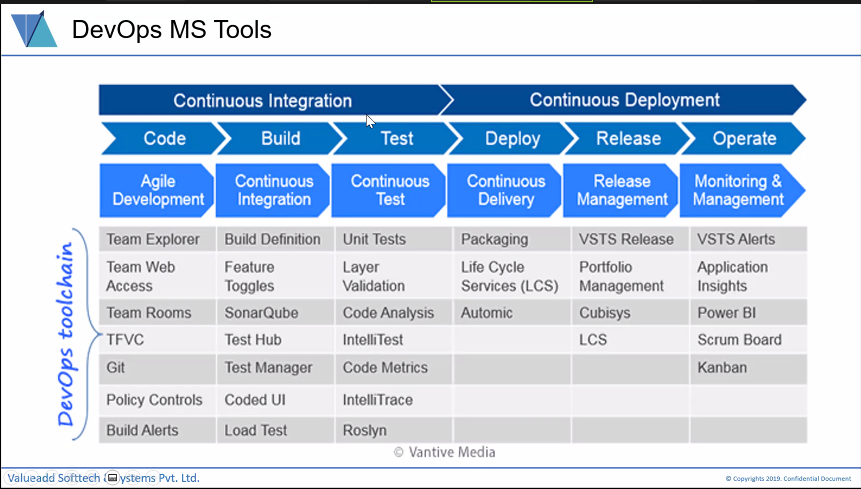 DevOps MS Tools
Continuous Integration
Continuous Deployment
Code
Build
Test
Deploy
Release
Operate
Agile
Development
Continuous
Integration
Continuous
Test
Continuous
Delivery
Release
Management
Monitoring &
Management
DevOps toolchain
Team Explorer
Build Definition
Unit Tests
Packaging
VSTS Release
VSTS Alerts
Team Web
Access
Feature
Toggles
Layer
Validation
Life Cycle
Services (LCS)
Portfolio
Management
Application
Insights
Team Rooms
SonarQube
Code Analysis
Automic
Cubisys
Power BI
TFVC
Test Hub
IntelliTest
LCS
Scrum Board
Git
Test Manager
Code Metrics
Kanban
Policy Controls
Coded UI
IntelliTrace
Build Alerts
Load Test
Roslyn
© Vantive Media
Valueadd Softtech ystems Pvt. Ltd.
© Copyrights 2019. Confidential Document